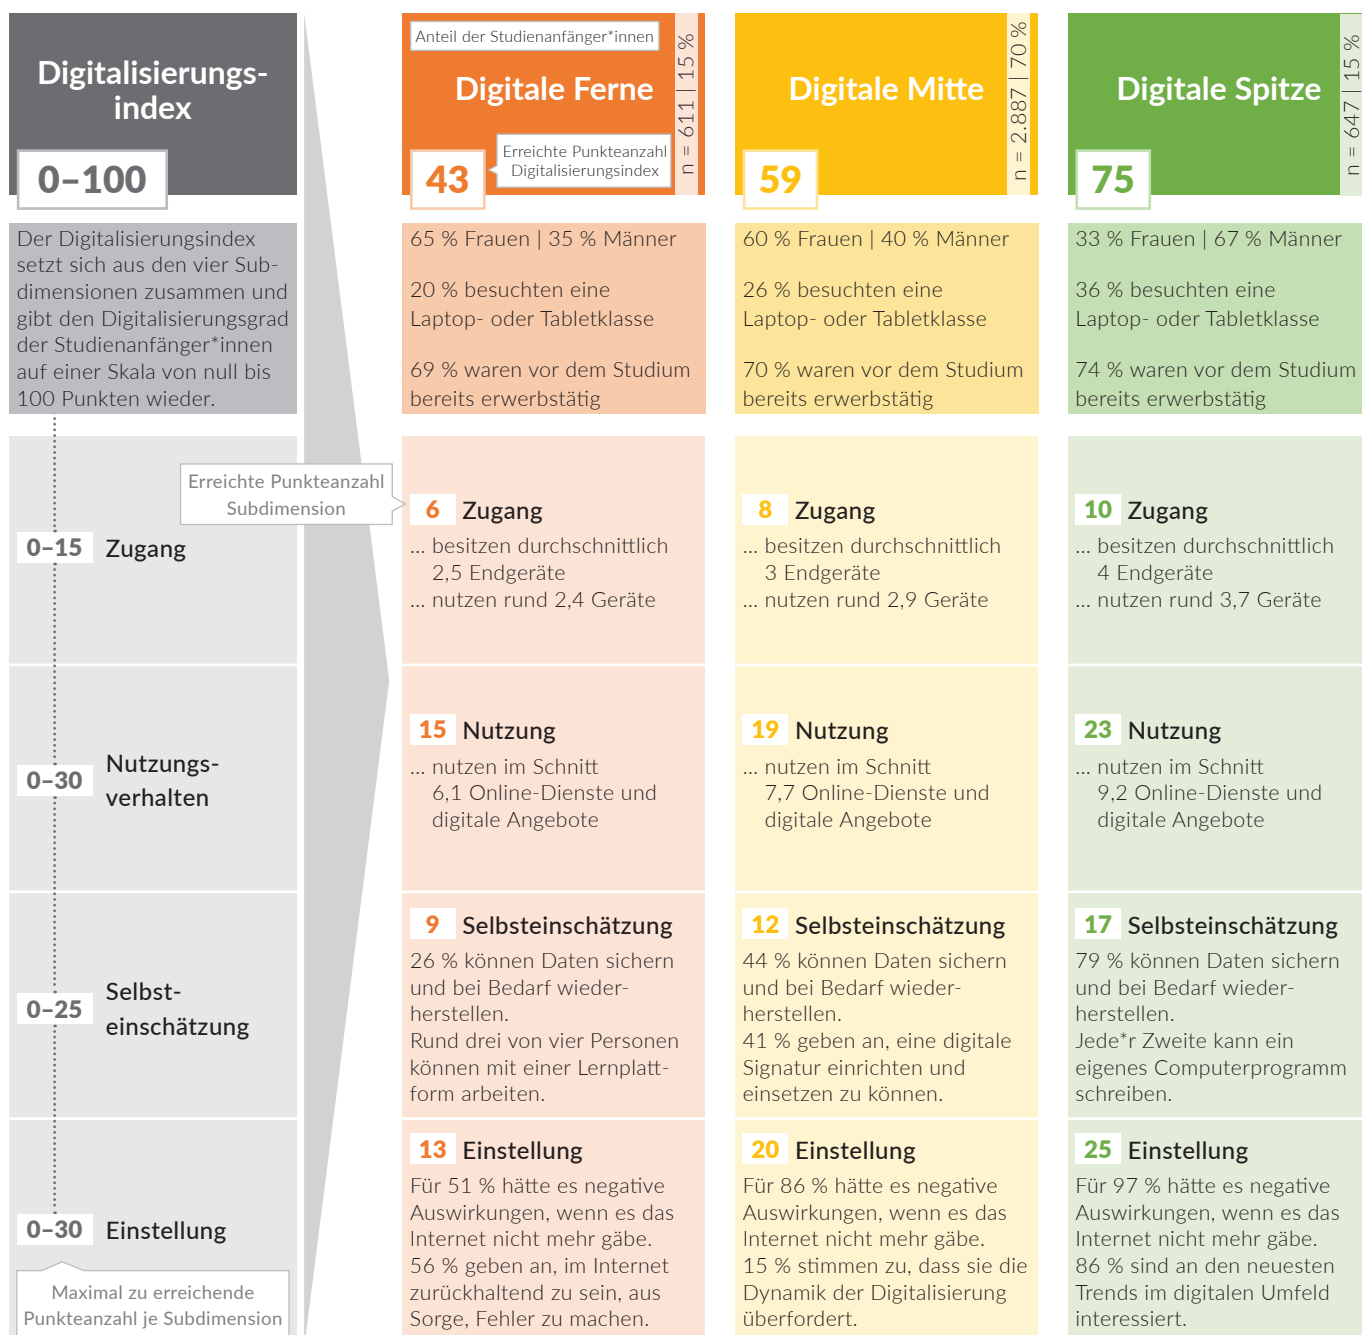 Digitalisierungs-
index
0–100
Der Digitalisierungsindex
setzt sich aus den vier Sub-
dimensionen zusammen und
gibt den Digitalisierungsgrad
der Studienanfänger*innen
auf einer Skala von null bis
100 Punkten wieder.
0–15 Zugang
0–30 Nutzungs-
verhalten
0–25 Selbst-
einschätzung
0–30 Einstellung
Maximal zu erreichende
Punkteanzahl je Subdimension
Erreichte Punkteanzahl
Subdimension
Anteil der Studienanfänger*innen
n = 611 | 15 %
Digitale Ferne
43
Erreichte Punkteanzahl
Digitalisierungsindex
65 % Frauen | 35 % Männer
20 % besuchten eine
Laptop- oder Tabletklasse
69 % waren vor dem Studium
bereits erwerbstätig
6 Zugang
... besitzen durchschnittlich
2,5 Endgeräte
... nutzen rund 2,4 Geräte
15 Nutzung
... nutzen im Schnitt
6,1 Online-Dienste und
digitale Angebote
9 Selbsteinschätzung
26 % können Daten sichern
und bei Bedarf wieder-
herstellen.
Rund drei von vier Personen
können mit einer Lernplatt-
form arbeiten.
13 Einstellung
Für 51 % hätte es negative
Auswirkungen, wenn es das
Internet nicht mehr gäbe.
56 % geben an, im Internet
zurückhaltend zu sein, aus
Sorge, Fehler zu machen.
n = 2.887 | 70 %
Digitale Mitte
59
60 % Frauen | 40 % Männer
26 % besuchten eine
Laptop- oder Tabletklasse
70 % waren vor dem Studium
bereits erwerbstätig
8 Zugang
... besitzen durchschnittlich
3 Endgeräte
... nutzen rund 2,9 Geräte
19 Nutzung
... nutzen im Schnitt
7,7 Online-Dienste und
digitale Angebote
12 Selbsteinschätzung
44 % können Daten sichern
und bei Bedarf wieder-
herstellen.
41 % geben an, eine digitale
Signatur einrichten und
einsetzen zu können.
20 Einstellung
Für 86 % hätte es negative
Auswirkungen, wenn es das
Internet nicht mehr gäbe.
15 % stimmen zu, dass sie die
Dynamik der Digitalisierung
überfordert.
n = 647 | 15 %
Digitale Spitze
75
33 % Frauen | 67 % Männer
36 % besuchten eine
Laptop- oder Tabletklasse
74 % waren vor dem Studium
bereits erwerbstätig
10 Zugang
... besitzen durchschnittlich
4 Endgeräte
... nutzen rund 3,7 Geräte
23 Nutzung
... nutzen im Schnitt
9,2 Online-Dienste und
digitale Angebote
17 Selbsteinschätzung
79 % können Daten sichern
und bei Bedarf wieder-
herstellen.
Jede*r Zweite kann ein
eigenes Computerprogramm
schreiben.
25 Einstellung
Für 97 % hätte es negative
Auswirkungen, wenn es das
Internet nicht mehr gäbe.
86 % sind an den neuesten
Trends im digitalen Umfeld
interessiert.